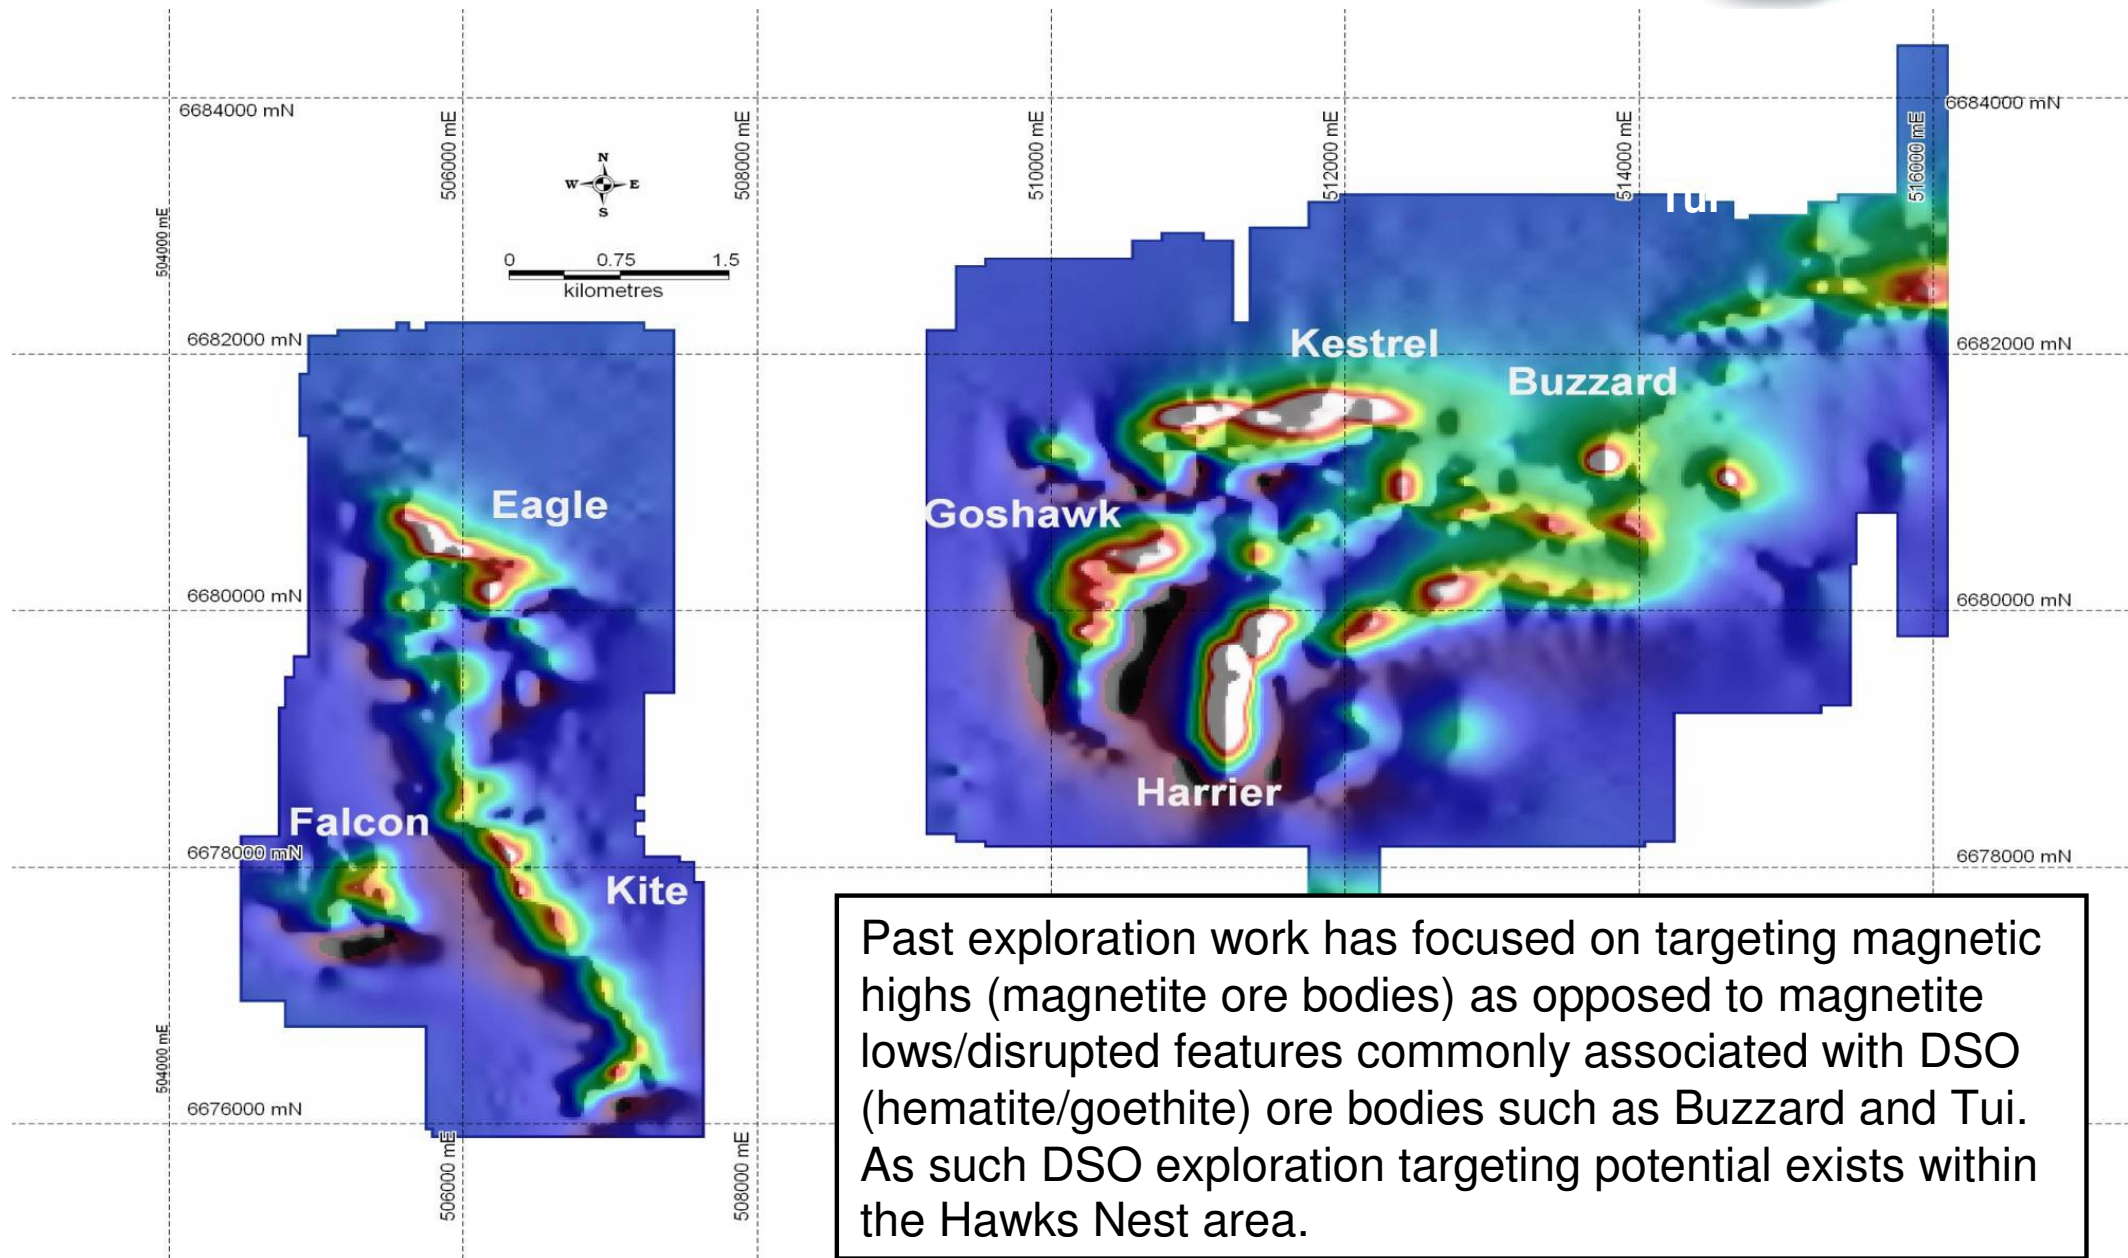 6684000 mN
6684000 mN
506000 mE
508000 mE
510000 mE
512000 mE
514000 mE
516000 mE
504000 mE
N
W E
S
0 0.75 1.5
kilometres
Tui
6682000 mN
6682000 mN
Kestrel
Buzzard
Eagle
Goshawk
6680000 mN
6680000 mN
Harrier
Falcon
6678000 mN
6678000 mN
Kite
504000 mE
6676000 mN
506000 mE
508000 mE
Past exploration work has focused on targeting magnetic
highs (magnetite ore bodies) as opposed to magnetite
lows/disrupted features commonly associated with DSO
(hematite/goethite) ore bodies such as Buzzard and Tui.
As such DSO exploration targeting potential exists within
the Hawks Nest area.